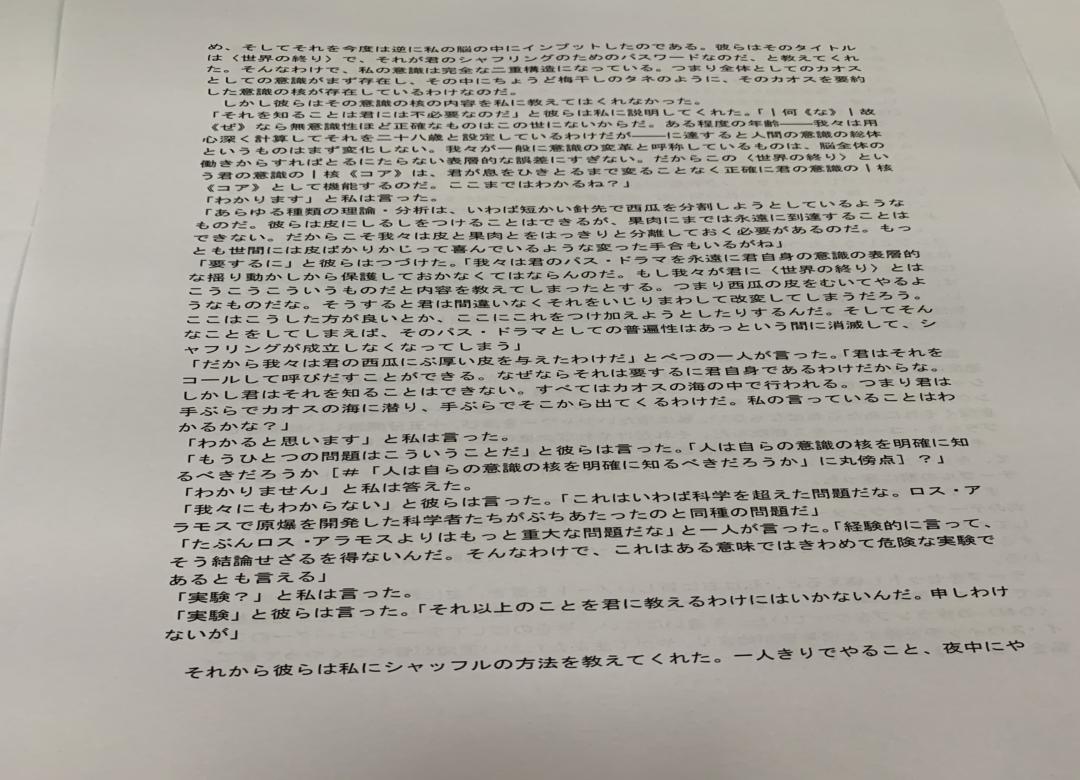 め、そしてそれを今度は逆に私の脳の中にインプットしたのである。彼らはそのタイトル
は〈世界の終り〉で、それが君のシャフリングのためのパスワードなのだ、と教えてくれ
た。そんなわけで、私の意識は完全な二重構造になっている。つまり全体としてのカオス
としての意識がまず存在し、その中にちょうど梅干しのタネのように、そのカオスを要約
した意識の核が存在しているわけなのだ。
しかし彼らはその意識の核の内容を私に教えてはくれなかった。
「それを知ることは君には不必要なのだ」と彼らは私に説明してくれた。「|何《な》|故
《ぜ》なら無意識性ほど正確なものはこの世にないからだ。ある程度の年齢――我々は用
心深く計算してそれを二十八歳と設定しているわけだが――に達すると人間の意識の総体
というものはまず変化しない。我々が一般に意識の変革と呼称しているものは、脳全体の
働きからすればとるにたらない表層的な誤差にすぎない。だからこの〈世界の終り〉とい
う君の意識の|核《コア》は、君が息をひきとるまで変ることなく正確に君の意識の|核
《コア》として機能するのだ。ここまではわかるね?」
「わかります」と私は言った。
「あらゆる種類の理論・分析は、いわば短かい針先で西瓜を分割しようとしているような
ものだ。彼らは皮にしるしをつけることはできるが、果肉にまでは永遠に到達することは
できない。だからこそ我々は皮と果肉とをはっきりと分離しておく必要があるのだ。もっ
とも世間には皮ばかりかじって喜んでいるような変った手合もいるがね」
「要するに」と彼らはつづけた。「我々は君のパス・ドラマを永遠に君自身の意識の表層的
な揺り動かしから保護しておかなくてはならんのだ。もし我々が君に〈世界の終り〉とは
こうこうこういうものだと内容を教えてしまったとする。つまり西瓜の皮をむいてやるよ
うなものだな。そうすると君は間違いなくそれをいじりまわして改変してしまうだろう。
ここはこうした方が良いとか、ここにこれをつけ加えようとしたりするんだ。そしてそん
なことをしてしまえば、そのパス・ドラマとしての普遍性はあっという間に消滅して、シ
ャフリングが成立しなくなってしまう」
「だから我々は君の西瓜にぶ厚い皮を与えたわけだ」とべつの一人が言った。「君はそれを
コールして呼びだすことができる。なぜならそれは要するに君自身であるわけだからな。
しかし君はそれを知ることはできない。すべてはカオスの海の中で行われる。つまり君は
手ぶらでカオスの海に潜り、手ぶらでそこから出てくるわけだ。私の言っていることはわ
かるかな?」
「わかると思います」と私は言った。
「もうひとつの問題はこういうことだ」と彼らは言った。「人は自らの意識の核を明確に知
るべきだろうか[#「人は自らの意識の核を明確に知るべきだろうか」に丸傍点]?」
「わかりません」と私は答えた。
「我々にもわからない」と彼らは言った。「これはいわば科学を超えた問題だな。ロス・ア
ラモスで原爆を開発した科学者たちがぶちあたったのと同種の問題だ」
「たぶんロス・アラモスよりはもっと重大な問題だな」と一人が言った。「経験的に言って、
そう結論せざるを得ないんだ。そんなわけで、これはある意味ではきわめて危険な実験で
あるとも言える」
「実験?」と私は言った。
「実験」と彼らは言った。「それ以上のことを君に教えるわけにはいかないんだ。申しわけ
ないが」
それから彼らは私にシャッフルの方法を教えてくれた。一人きりでやること、夜中にや